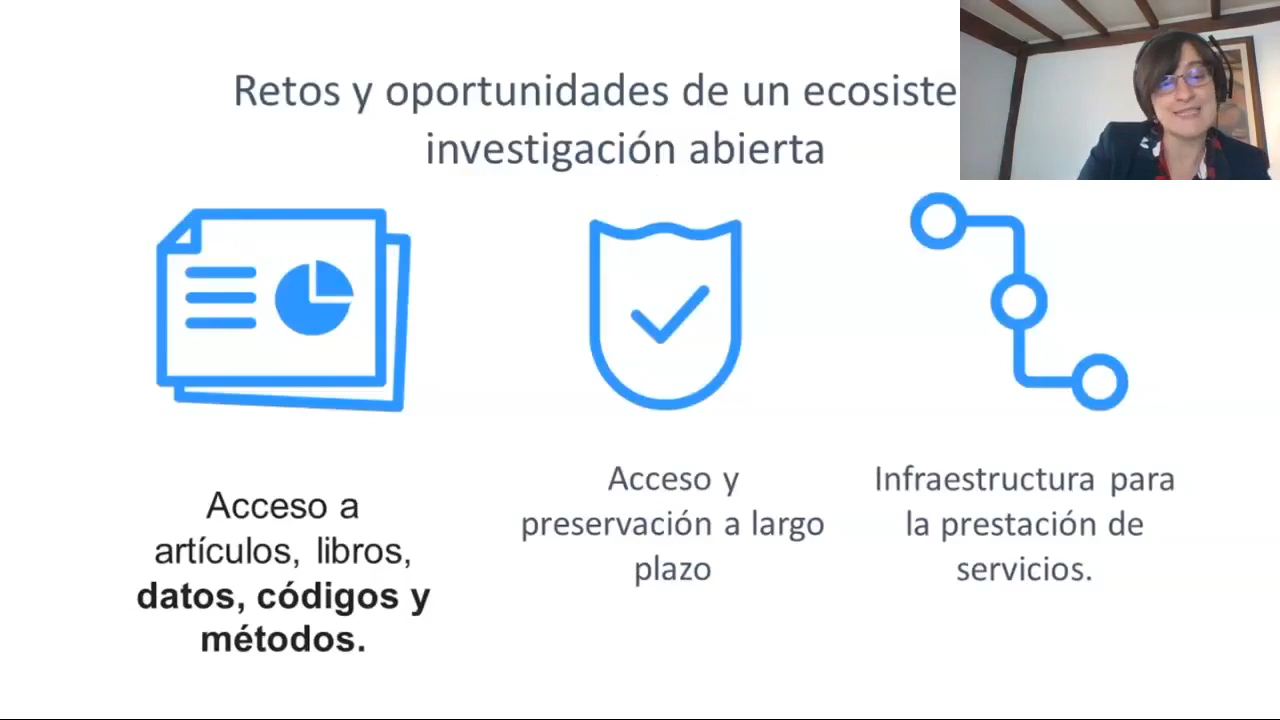 Retos y oportunidades de un ecosiste
investigación abierta
Acceso a
artículos, libros,
datos, códigos y
métodos.
Acceso y
preservación a largo
plazo
Infraestructura para
la prestación de
servicios.